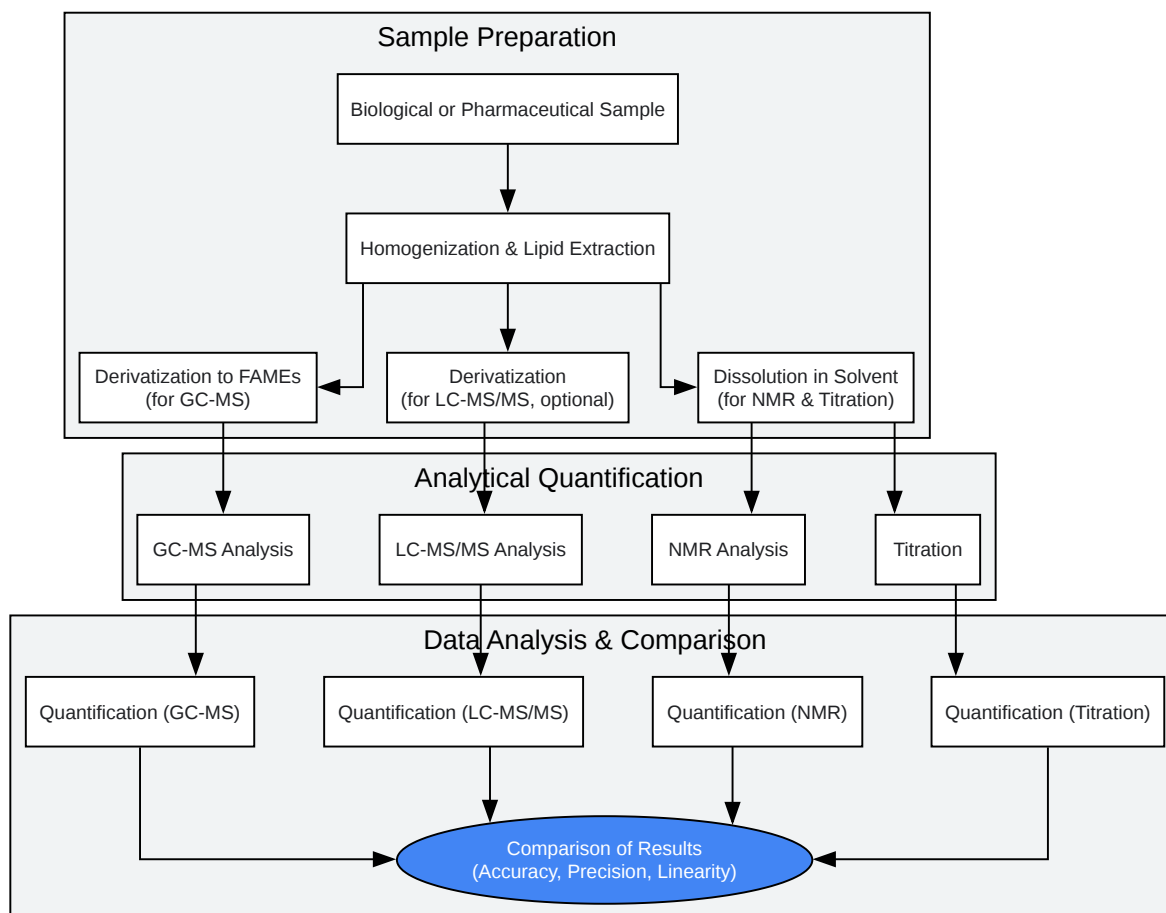 Sample Preparation
Biological or Pharmaceutical Sample
Homogenization & Lipid Extraction
Derivatization to FAMEs
(for GC-MS)
Derivatization
(for LC-MS/MS, optional)
Dissolution in Solvent
(for NMR & Titration)
Analytical Quantification
GC-MS Analysis
LC-MS/MS Analysis
NMR Analysis
Titration
Data Analysis & Comparison
Quantification (GC-MS)
Quantification (LC-MS/MS)
Quantification (NMR)
Quantification (Titration)
Comparison of Results
(Accuracy, Precision, Linearity)